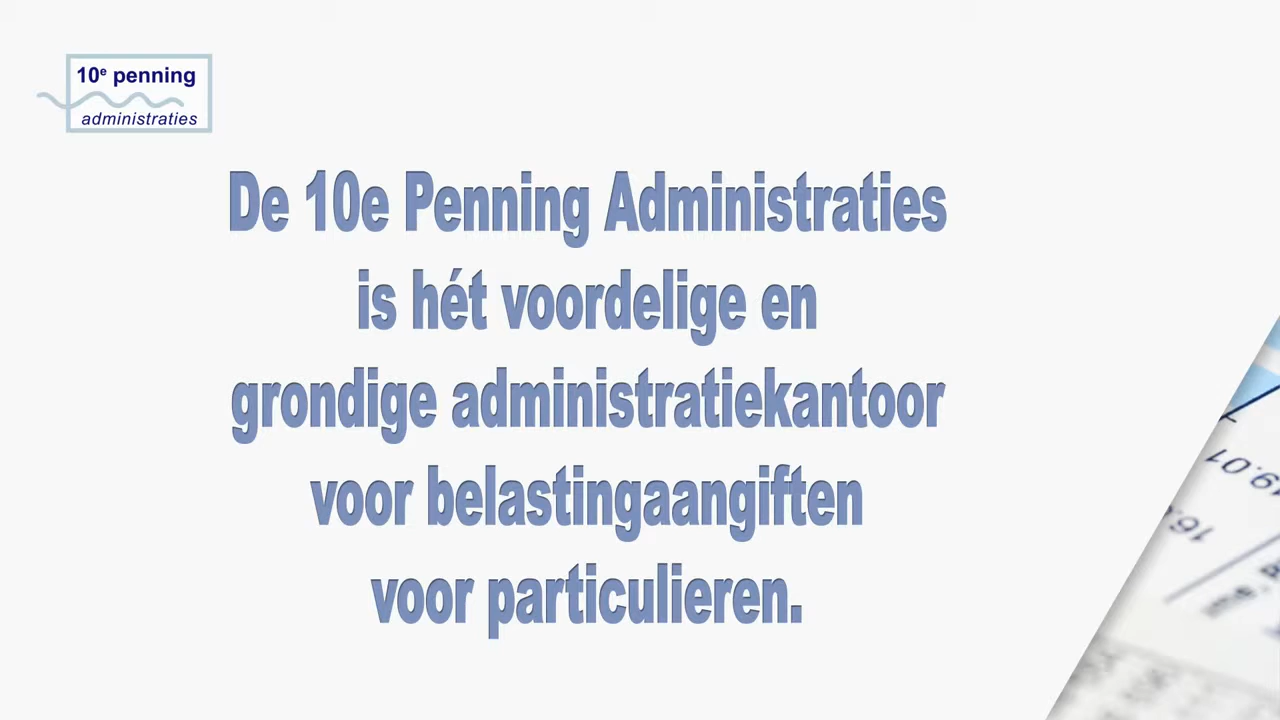 10e penning
administraties
De 10e Penning Administraties
is hét voordelige en
grondige administratiekantoor
voor belastingaangiften
voor particulieren.